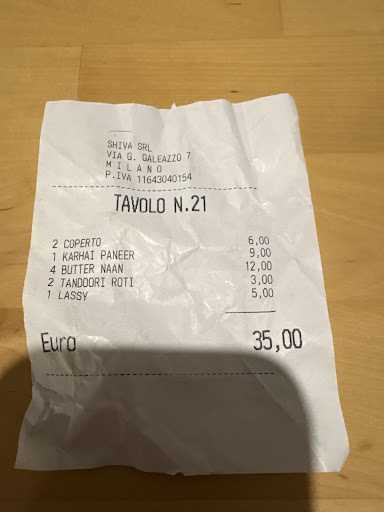 SHIVA SRL
VIA G. GALEAZZO 7
M I L A N O
P.IVA 11643040154
TAVOLO N.21
2 COPERTO 6,00
1 KARHAI PANEER 9,00
4 BUTTER NAAN 12,00
2 TANDOORI ROTI 3,00
1 LASSY 5,00
Euro 35,00